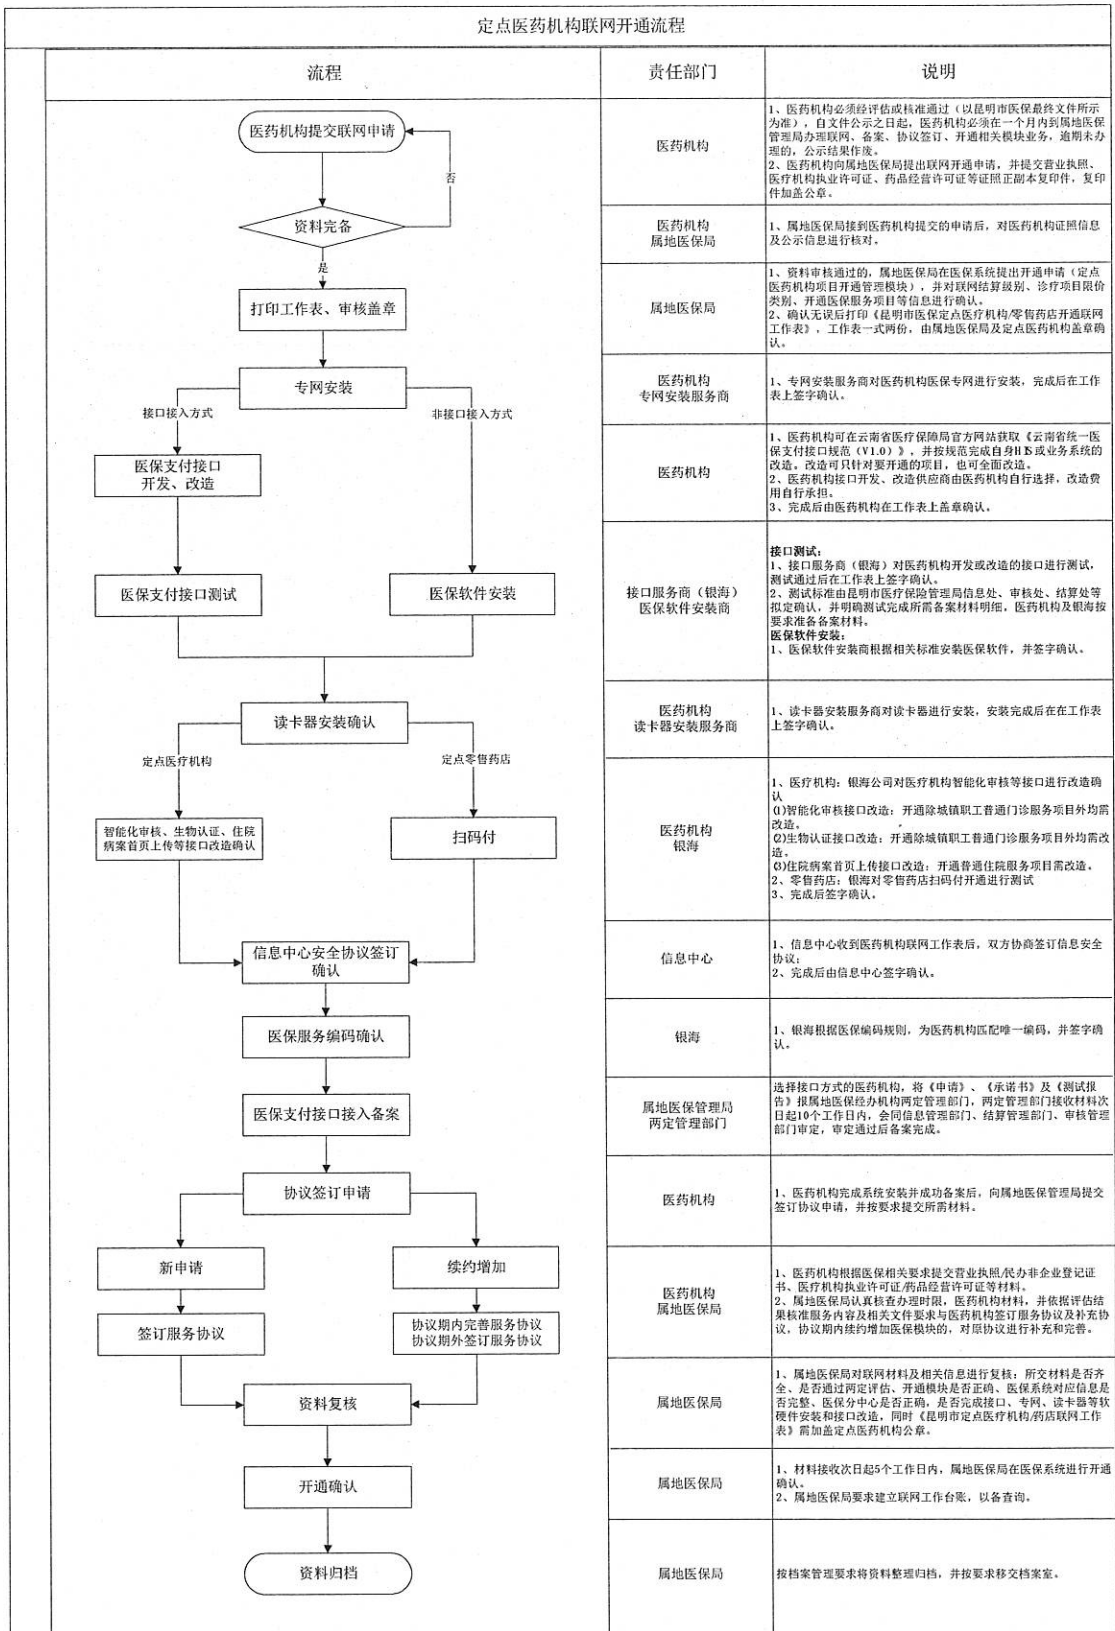 定点医药机构联网开通流程
流程
责任部门
说明
医药机构提交联网申请
否
资料完备
是
打印工作表、审核盖章
专网安装
接口接入方式
非接口接入方式
医保支付接口
开发、改造
医保支付接口测试
医保软件安装
读卡器安装确认
定点医疗机构
定点零售药店
智能化审核、生物认证、住院
病案首页上传等接口改造确认
扫码付
信息中心安全协议签订
确认
医保服务编码确认
医保支付接口接入备案
协议签订申请
新申请
续约增加
签订服务协议
协议期内完善服务协议
协议期外签订服务协议
资料复核
开通确认
资料归档
医药机构
1、医药机构必须经评估或核准通过（以昆明市医保最终文件所示
为准），自文件公示之日起，医药机构必须在一个月内到属地医保
管理局办理联网、备案、协议签订、开通相关模块业务，逾期未办
理的，公示结果作废。
2、医药机构向属地医保局提出联网开通申请，并提交营业执照、
医疗机构执业许可证、药品经营许可证等证照正副本复印件，复印
件加盖公章。
医药机构
属地医保局
1、属地医保局接到医药机构提交的申请后，对医药机构证照信息
及公示信息进行核对。
属地医保局
1、资料审核通过的，属地医保局在医保系统提出开通申请（定点
医药机构项目开通管理模块），并对联网结算级别、诊疗项目限价
类别、开通医保服务项目等信息进行确认。
2、确认无误后打印《昆明市医保定点医疗机构/零售药店开通联网
工作表》，工作表一式两份，由属地医保局及定点医药机构盖章确
认。
医药机构
专网安装服务商
1、专网安装服务商对医药机构医保专网进行安装，完成后在工作
表上签字确认。
医药机构
1、医药机构可在云南省医疗保障局官方网站获取《云南省统一医
保支付接口规范（V1.0）》，并按规范完成自身HIS或业务系统的
改造。改造可只针对要开通的项目，也可全面改造。
2、医药机构接口开发、改造供应商由医药机构自行选择，改造费
用自行承担。
3、完成后由医药机构在工作表上盖章确认。
接口服务商（银海）
医保软件安装商
接口测试：
1、接口服务商（银海）对医药机构开发或改造的接口进行测试，
测试通过后在工作表上签字确认。
2、测试标准由昆明市医疗保险管理局信息处、审核处、结算处等
拟定确认，并明确测试完成所需备案材料明细，医药机构及银海按
要求准备备案材料。
医保软件安装：
1、医保软件安装商根据相关标准安装医保软件，并签字确认。
医药机构
读卡器安装服务商
1、读卡器安装服务商对读卡器进行安装，安装完成后在在工作表
上签字确认。
医药机构
银海
1、医疗机构：银海公司对医疗机构智能化审核等接口进行改造确
认
(1)智能化审核接口改造：开通除城镇职工普通门诊服务项目外均需
改造。
(2)生物认证接口改造：开通除城镇职工普通门诊服务项目外均需改
造。
(3)住院病案首页上传接口改造：开通普通住院服务项目需改造。
2、零售药店：银海对零售药店扫码付开通进行测试
3、完成后签字确认。
信息中心
1、信息中心收到医药机构联网工作表后，双方协商签订信息安全
协议；
2、完成后由信息中心签字确认。
银海
1、银海根据医保编码规则，为医药机构匹配唯一编码，并签字确
认。
属地医保管理局
两定管理部门
选择接口方式的医药机构，将《申请》、《承诺书》及《测试报
告》报属地医保经办机构两定管理部门，两定管理部门接收材料次
日起10个工作日内，会同信息管理部门、结算管理部门、审核管理
部门审定，审定通过后备案完成。
医药机构
1、医药机构完成系统安装并成功备案后，向属地医保管理局提交
签订协议申请，并按要求提交所需材料。
医药机构
属地医保局
1、医药机构根据医保相关要求提交营业执照/民办非企业登记证
书、医疗机构执业许可证/药品经营许可证等材料。
2、属地医保局认真核查办理时限，医药机构材料，并依据评估结
果核准服务内容及相关文件要求与医药机构签订服务协议及补充协
议，协议期内续约增加医保模块的，对原协议进行补充和完善。
属地医保局
1、属地医保局对联网材料及相关信息进行复核：所交材料是否齐
全、是否通过两定评估、开通模块是否正确、医保系统对应信息是
否完整、医保分中心是否正确，是否完成接口、专网、读卡器等软
硬件安装和接口改造，同时《昆明市定点医疗机构/药店联网工作
表》需加盖定点医药机构公章。
属地医保局
1、材料接收次日起5个工作日内，属地医保局在医保系统进行开通
确认。
2、属地医保局要求建立联网工作台账，以备查询。
属地医保局
按档案管理要求将资料整理归档，并按要求移交档案室。